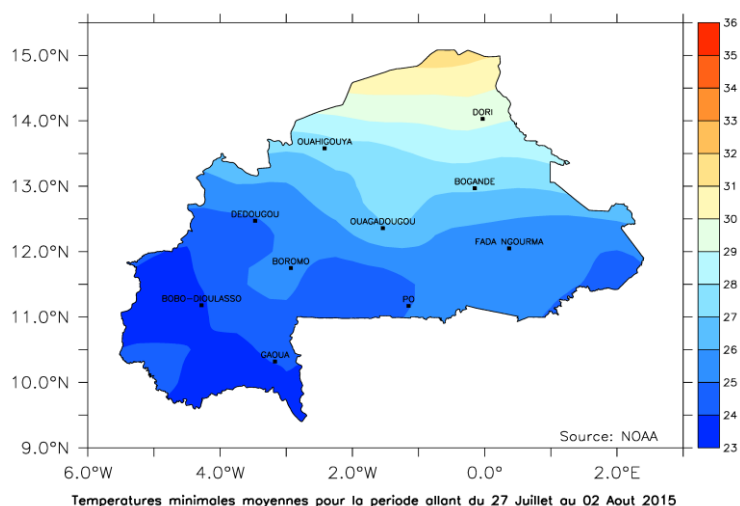 15.0°N
14.0°N
13.0°N
12.0°N
11.0°N
10.0°N
9.0°N
6.0°W 4.0°W 2.0°W 0.0°E 2.0°E
DORI
OUAHIGOUYA
BOGANDE
DEDOUGOU
OUAGADOUGOU
FADA NGOURMA
BOROMO
BOBO-DIOULASSO
PO
GAOUA
Source: NOAA
36
35
34
33
32
31
30
29
28
27
26
25
24
23
Temperatures minimales moyennes pour la periode allant du 27 Juillet au 02 Aout 2015